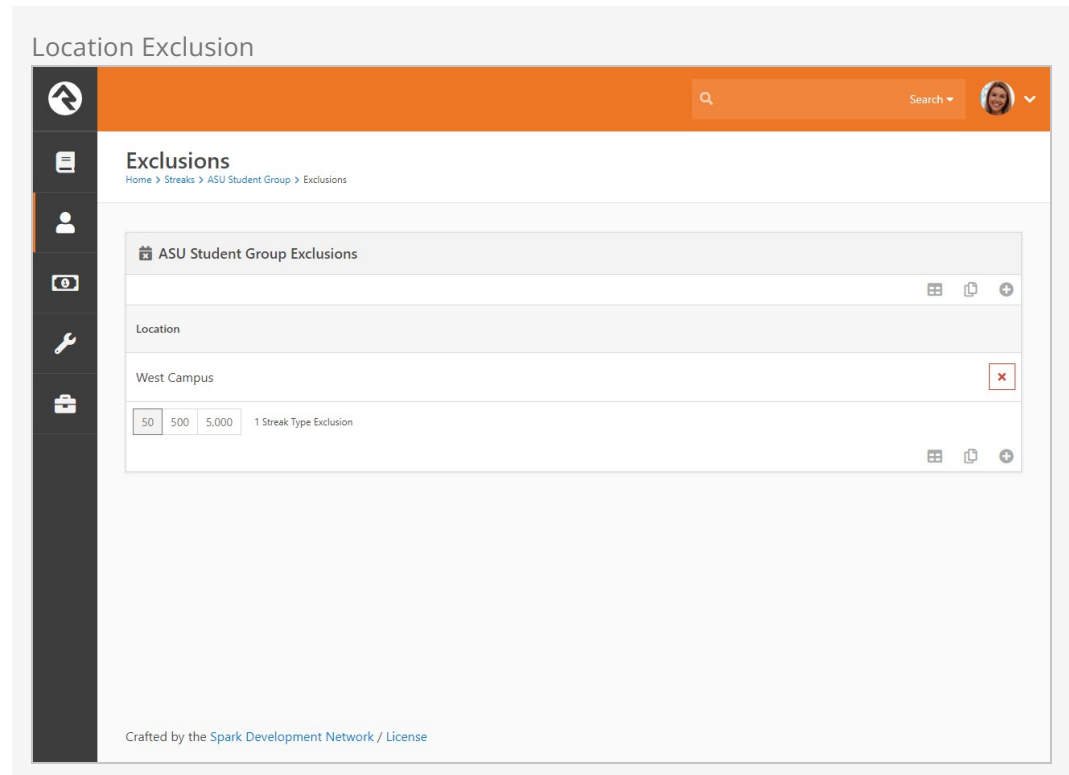 Location Exclusion
Search
Exclusions
Home > Streaks > ASU Student Group > Exclusions
ASU Student Group Exclusions
Location
West Campus
50 500 5,000 1 Streak Type Exclusion
Crafted by the Spark Development Network / License